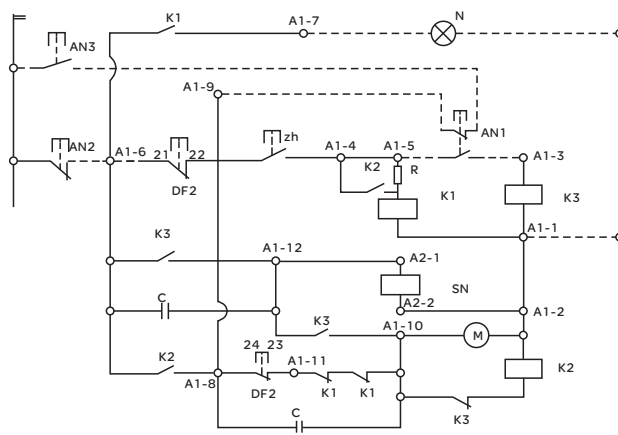 K1
A1-7
N
AN3
A1-9
AN1
AN2
A1-6
21
22
DF2
zh
A1-4
A1-5
A1-3
K2
R
K1
K3
A1-1
K3
A1-12
A2-1
SN
C
A2-2
A1-2
K3
A1-10
M
24
23
K2
A1-11
K2
A1-8
DF2
K1
K1
K3
C